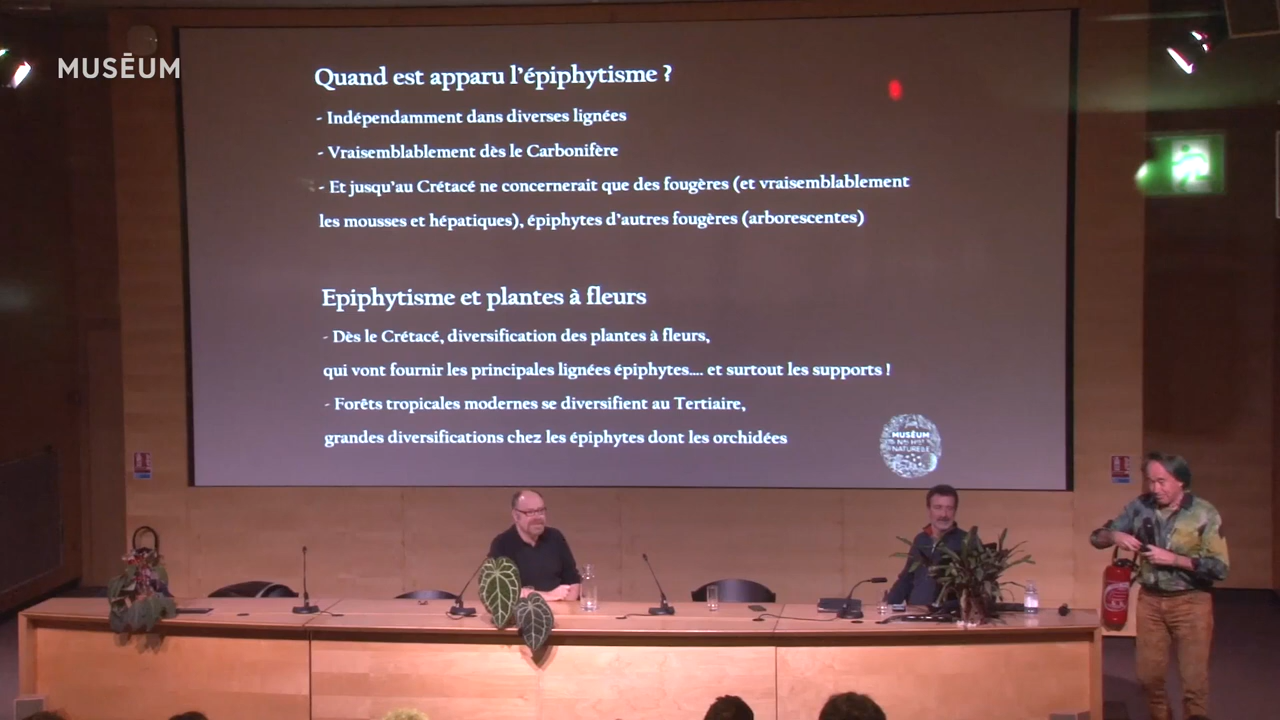 MUSĒUM
Quand est apparu l'épiphytisme ?
- Indépendamment dans diverses lignées
- Vraisemblablement dès le Carbonifère
- Et jusqu'au Crétacé ne concernerait que des fougères (et vraisemblablement
les mousses et hépatiques), épiphytes d'autres fougères (arborescentes)
Epiphytisme et plantes à fleurs
- Dès le Crétacé, diversification des plantes à fleurs,
qui vont fournir les principales lignées épiphytes.... et surtout les supports !
- Forêts tropicales modernes se diversifient au Tertiaire,
grandes diversifications chez les épiphytes dont les orchidées
MUSĒUM
NATURELLE